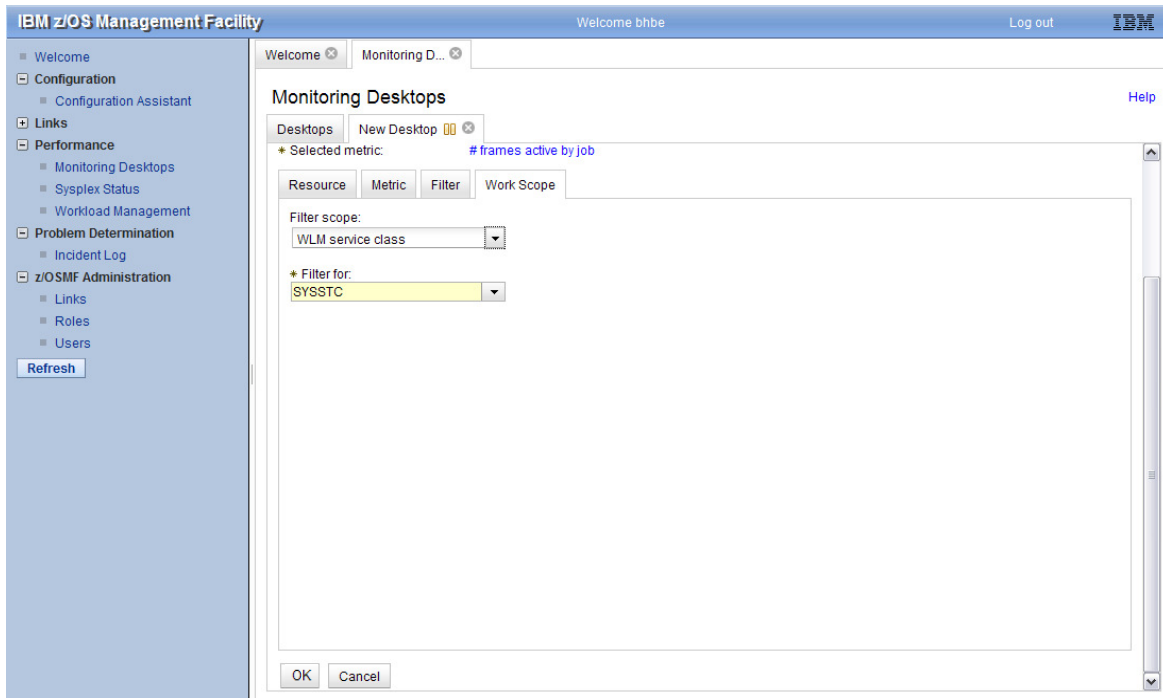 IBM z/OS Management Facility
Welcome bhbe
Log out
IBM
Welcome
Configuration
Configuration Assistant
Links
Performance
Monitoring Desktops
Sysplex Status
Workload Management
Problem Determination
Incident Log
z/OSMF Administration
Links
Roles
Users
Refresh
Welcome
Monitoring D...
Monitoring Desktops
Help
Desktops
New Desktop
* Selected metric: # frames active by job
Resource
Metric
Filter
Work Scope
Filter scope:
WLM service class
* Filter for:
SYSSTC
OK
Cancel